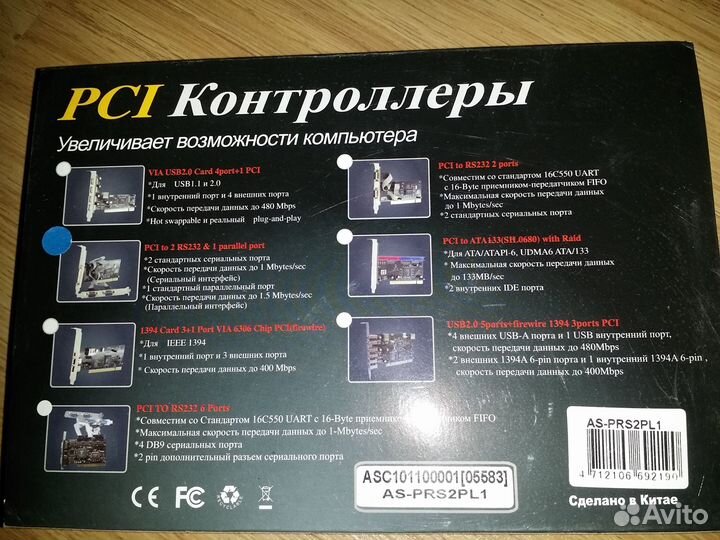 PCI Контроллеры
Увеличивает возможности компьютера
VIA USB2.0 Card 4port+1 PCI
*Для USB1.1 и 2.0
*1 внутренний порт и 4 внешних порта
*Скорость передачи данных до 480 Mbps
*Hot swappable и реальный plug-and-play
PCI to 2 RS232 & 1 parallel port
*2 стандартных серийных порта
*Скорость передачи данных до 1 Mbytes/sec
(Сериальный интерфейс)
*1 стандартный параллельный порт
*Скорость передачи данных до 1.5 Mbytes/sec
(Параллельный интерфейс)
1394 Card 3+1 Port VIA 6306 Chip PCI(firewire)
*Для IEEE 1394
*1 внутренний порт и 3 внешних порта
* Скорость передачи данных до 400 Mbps
PCI to RS232 2 ports
*Совместим со стандартом 16C550 UART
с 16-Byte приемником-передатчиком FIFO
*Максимальная скорость передачи данных
до 1 Mbytes/sec
*2 стандартных сериальных порта
PCI to ATA133(SIL0680) with Raid
*Для ATA/ATAPI-6, UDMA6 ATA/133
*Максимальная скорость передачи данных
до 133MB/sec
*2 внутренних IDE порта
USB2.0 5ports+firewire 1394 3ports PCI
*4 внешних USB-A порта и 1 USB внутренний порт,
скорость передачи данных до 480Mbps
*2 внешних 1394A 6-pin порта и 1 внутренний 1394A 6-pin ,
скорость передачи данных до 400Mbps
PCI TO RS232 6 Ports
*Совместим со Стандартом 16C550 UART с 16-Byte приемником-передатчиком FIFO
*Максимальная скорость передачи данных до 1-Mbytes/sec
*4 DB9 сериальных порта
*2 pin дополнительный разъем сериального порта
CE FC
RECYCLABLE
ASC101100001[05583]
AS-PRS2PL1
AS-PRS2PL1
4 712106 692190
Сделано в Китае
Avito